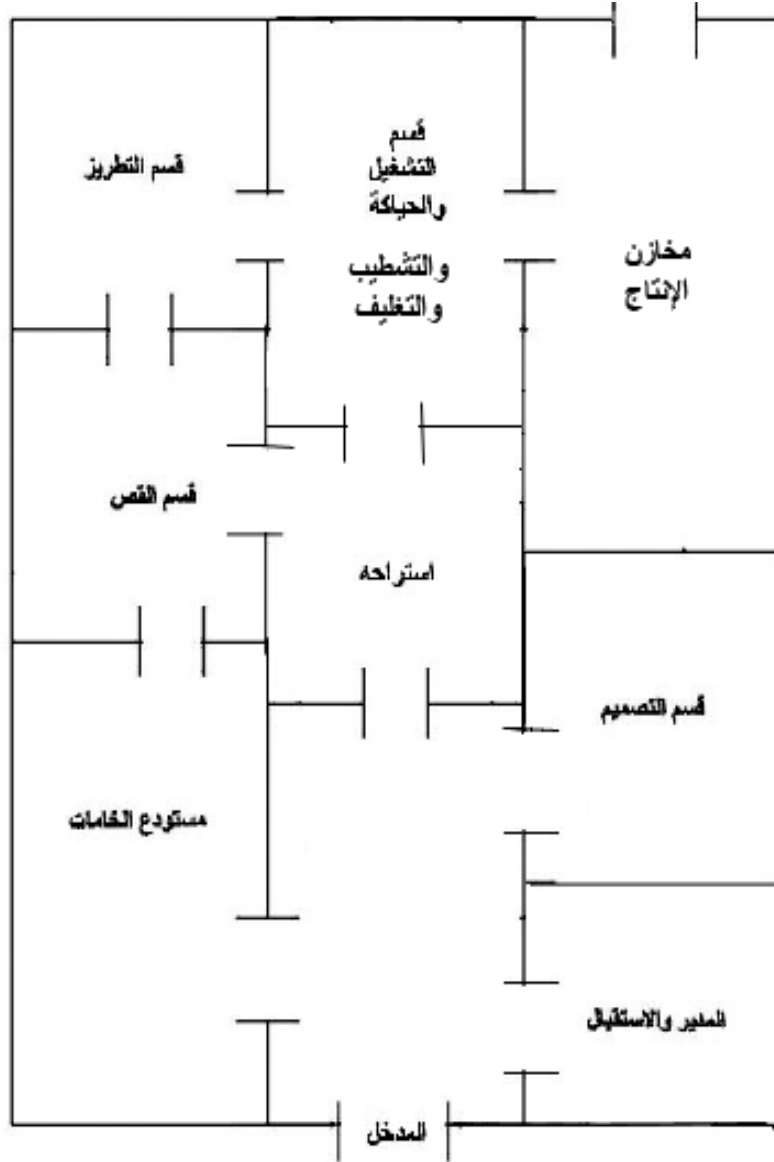 قسم التطريز
قسم
التشغيل
والحياكة
والتشطيب
والتغليف
مخازن
الإنتاج
قسم القص
استراحه
قسم التصميم
مستودع الخامات
المدير والاستقبال
المدخل